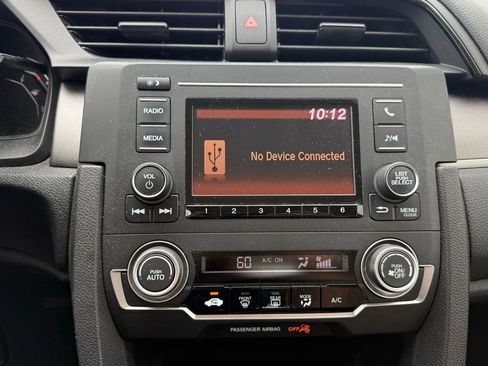 10:12
RADIO
MEDIA
No Device Connected
VOL
LIST
PUSH
SELECT
MENU
CLOCK
1 2 3 4 5 6
PUSH
AUTO
60 A/C ON
PUSH
ON/
OFF
FRONT
REAR
MODE
A/C
PASSENGER AIRBAG OFF